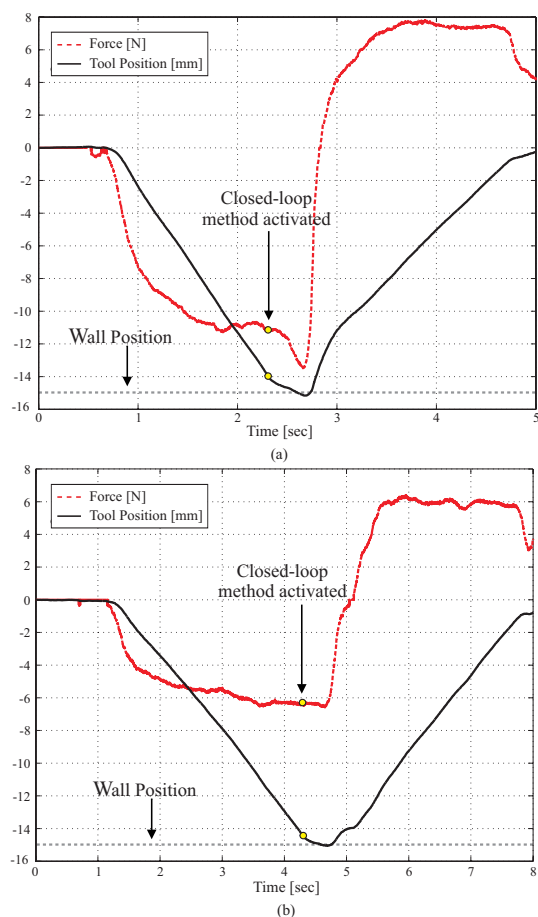 8
6
4
2
0
-2
-4
-6
-8
-10
-12
-14
-16
Force [N]
Tool Position [mm]
Closed-loop
method activated
Wall Position
0 1 2 3 4 5
Time [sec]
(a)
8
6
4
2
0
-2
-4
-6
-8
-10
-12
-14
-16
Force [N]
Tool Position [mm]
Closed-loop
method activated
Wall Position
0 1 2 3 4 5 6 7 8
Time [sec]
(b)